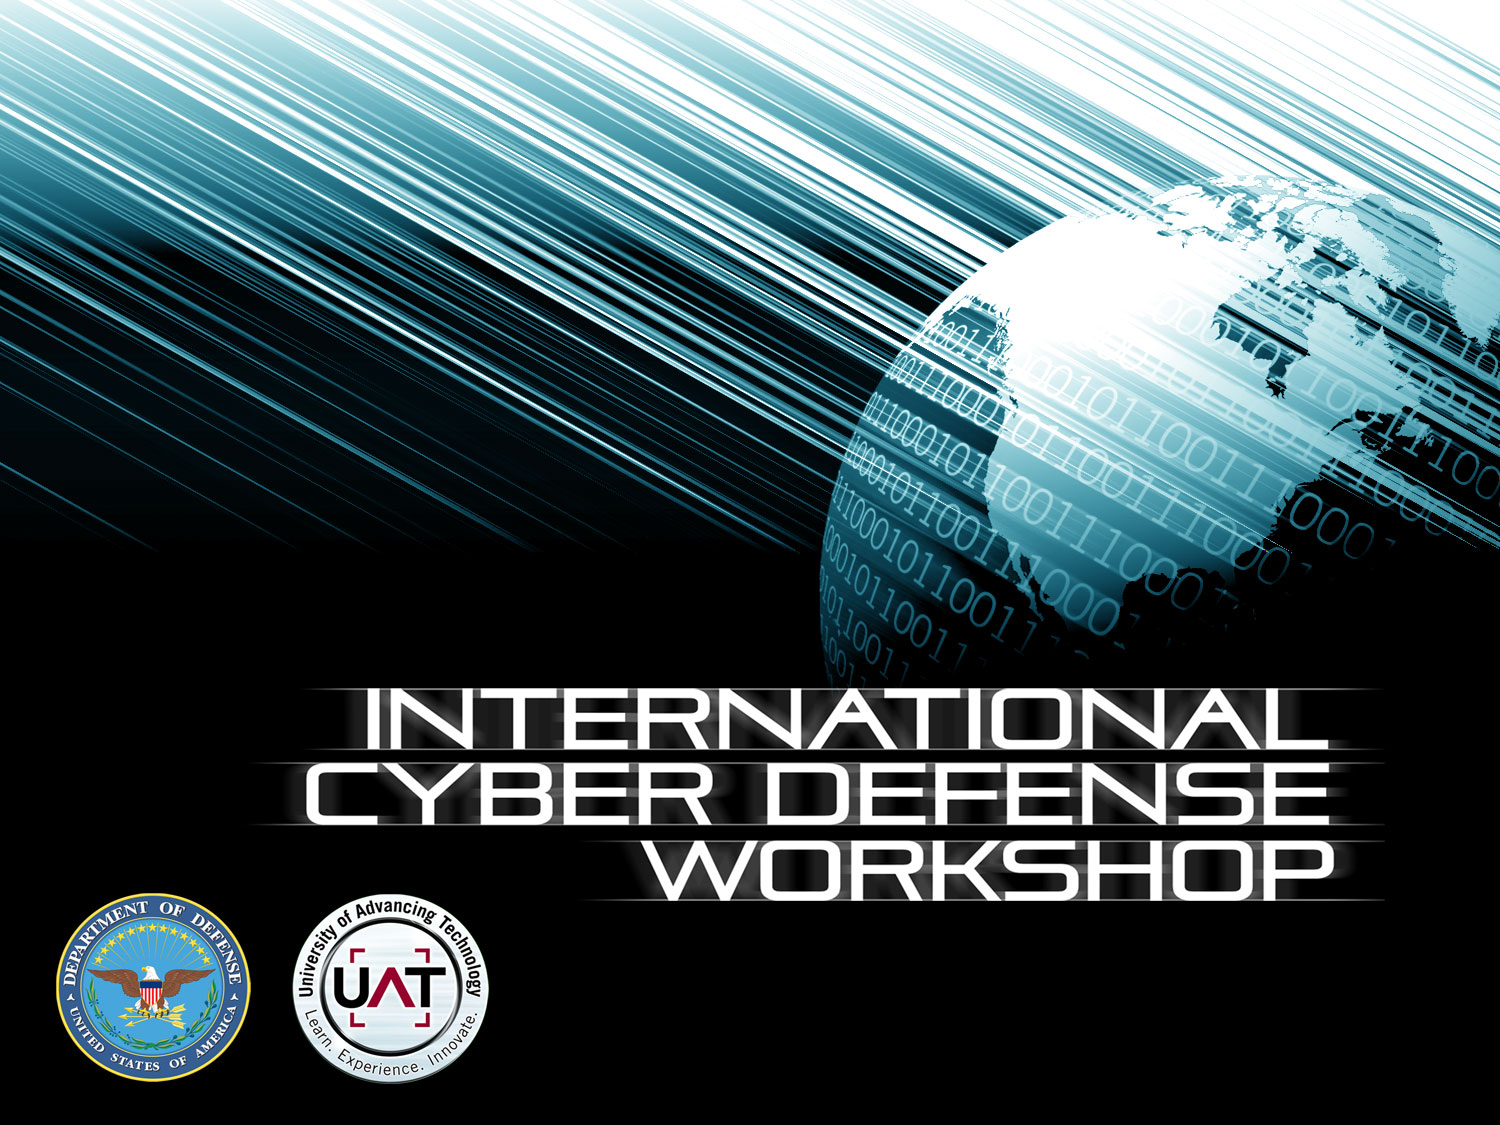 INTERNATIONAL
CYBER DEFENSE
WORKSHOP
DEPARTMENT OF DEFENSE
UNITED STATES OF AMERICA
University of Advancing Technology
UAT
Learn. Experience. Innovate.